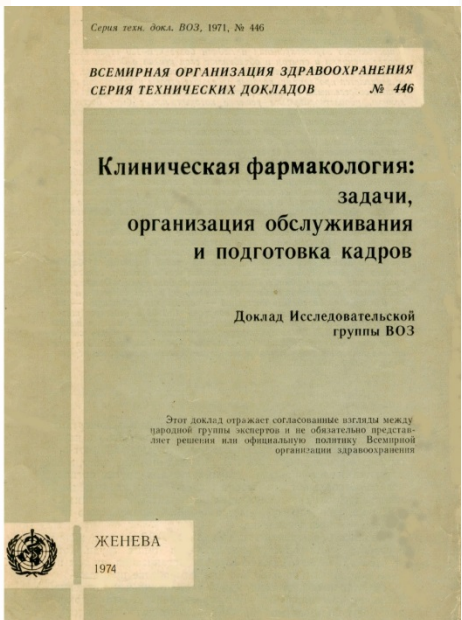 Серия техн. докл. ВОЗ, 1971, № 446
ВСЕМИРНАЯ ОРГАНИЗАЦИЯ ЗДРАВООХРАНЕНИЯ
СЕРИЯ ТЕХНИЧЕСКИХ ДОКЛАДОВ № 446
Клиническая фармакология:
задачи,
организация обслуживания
и подготовка кадров
Доклад Исследовательской
группы ВОЗ
Этот доклад отражает согласованные взгляды между
народной группы экспертов и не обязательно представ-
ляет решения или официальную политику Всемирной
организации здравоохранения
ЖЕНЕВА
1974